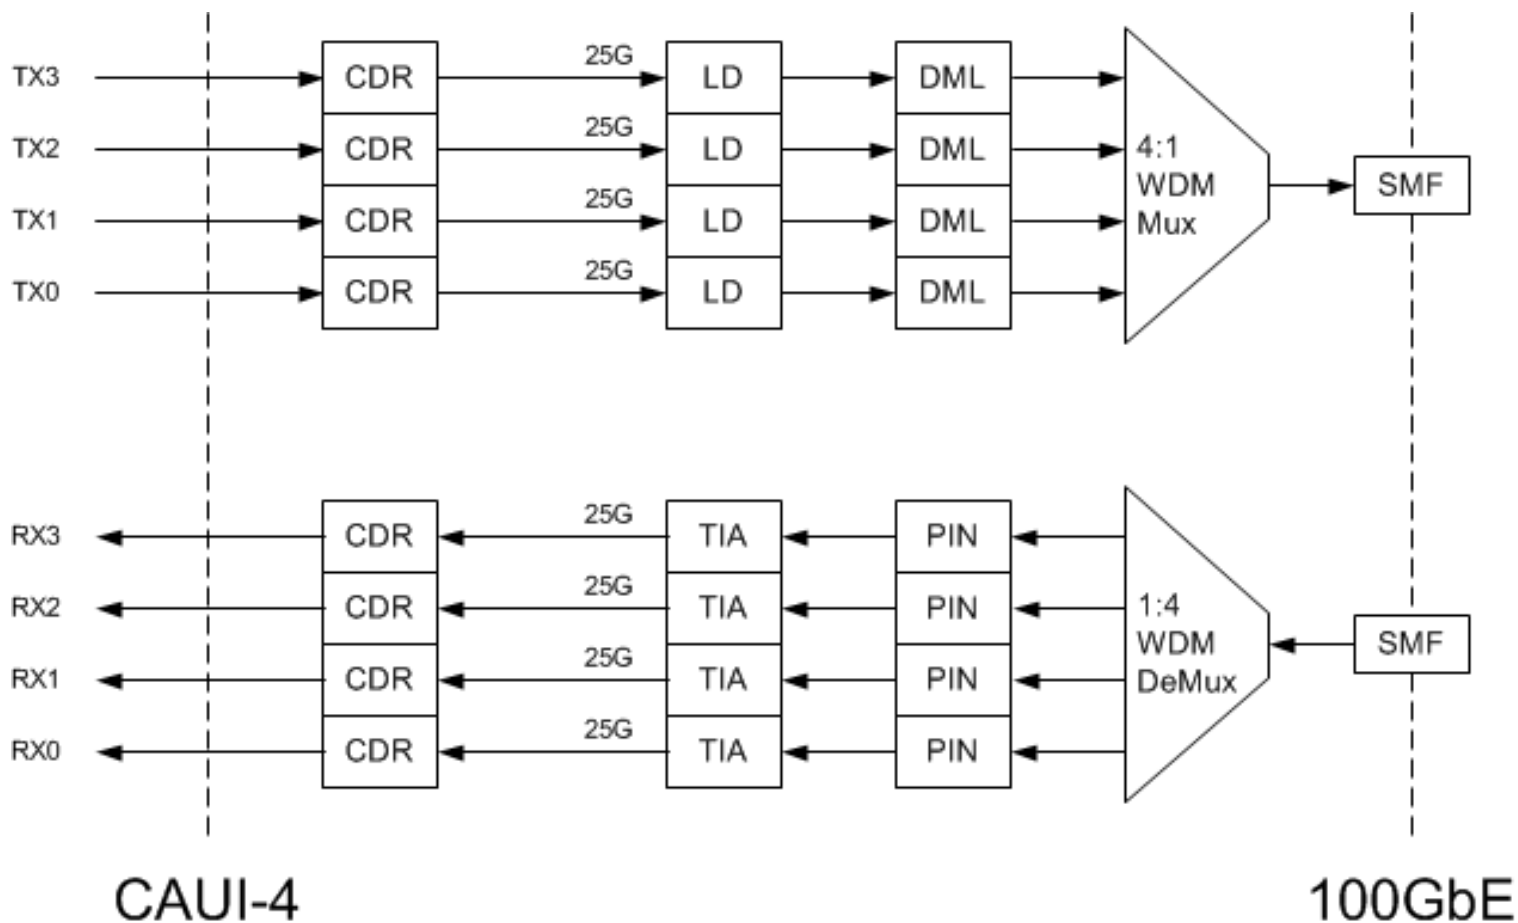 25G
TX3 CDR LD DML
25G
TX2 CDR LD DML 4:1
WDM SMF
25G
TX1 CDR LD DML Mux
25G
TX0 CDR LD DML
25G
RX3 CDR TIA PIN
25G
RX2 CDR TIA PIN 1:4
WDM SMF
25G
RX1 CDR TIA PIN DeMux
25G
RX0 CDR TIA PIN
CAUI-4 100GbE